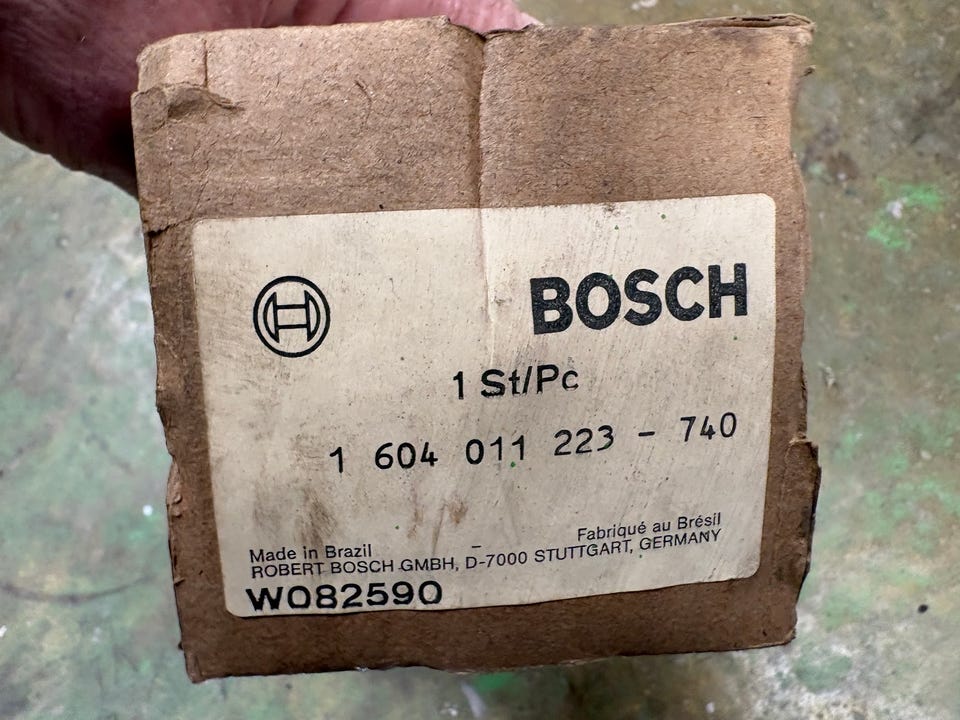 BOSCH
1 St/Pc
1 604 011 223 - 740
Made in Brazil Fabriqué au Brésil
ROBERT BOSCH GMBH, D-7000 STUTTGART, GERMANY
W082590